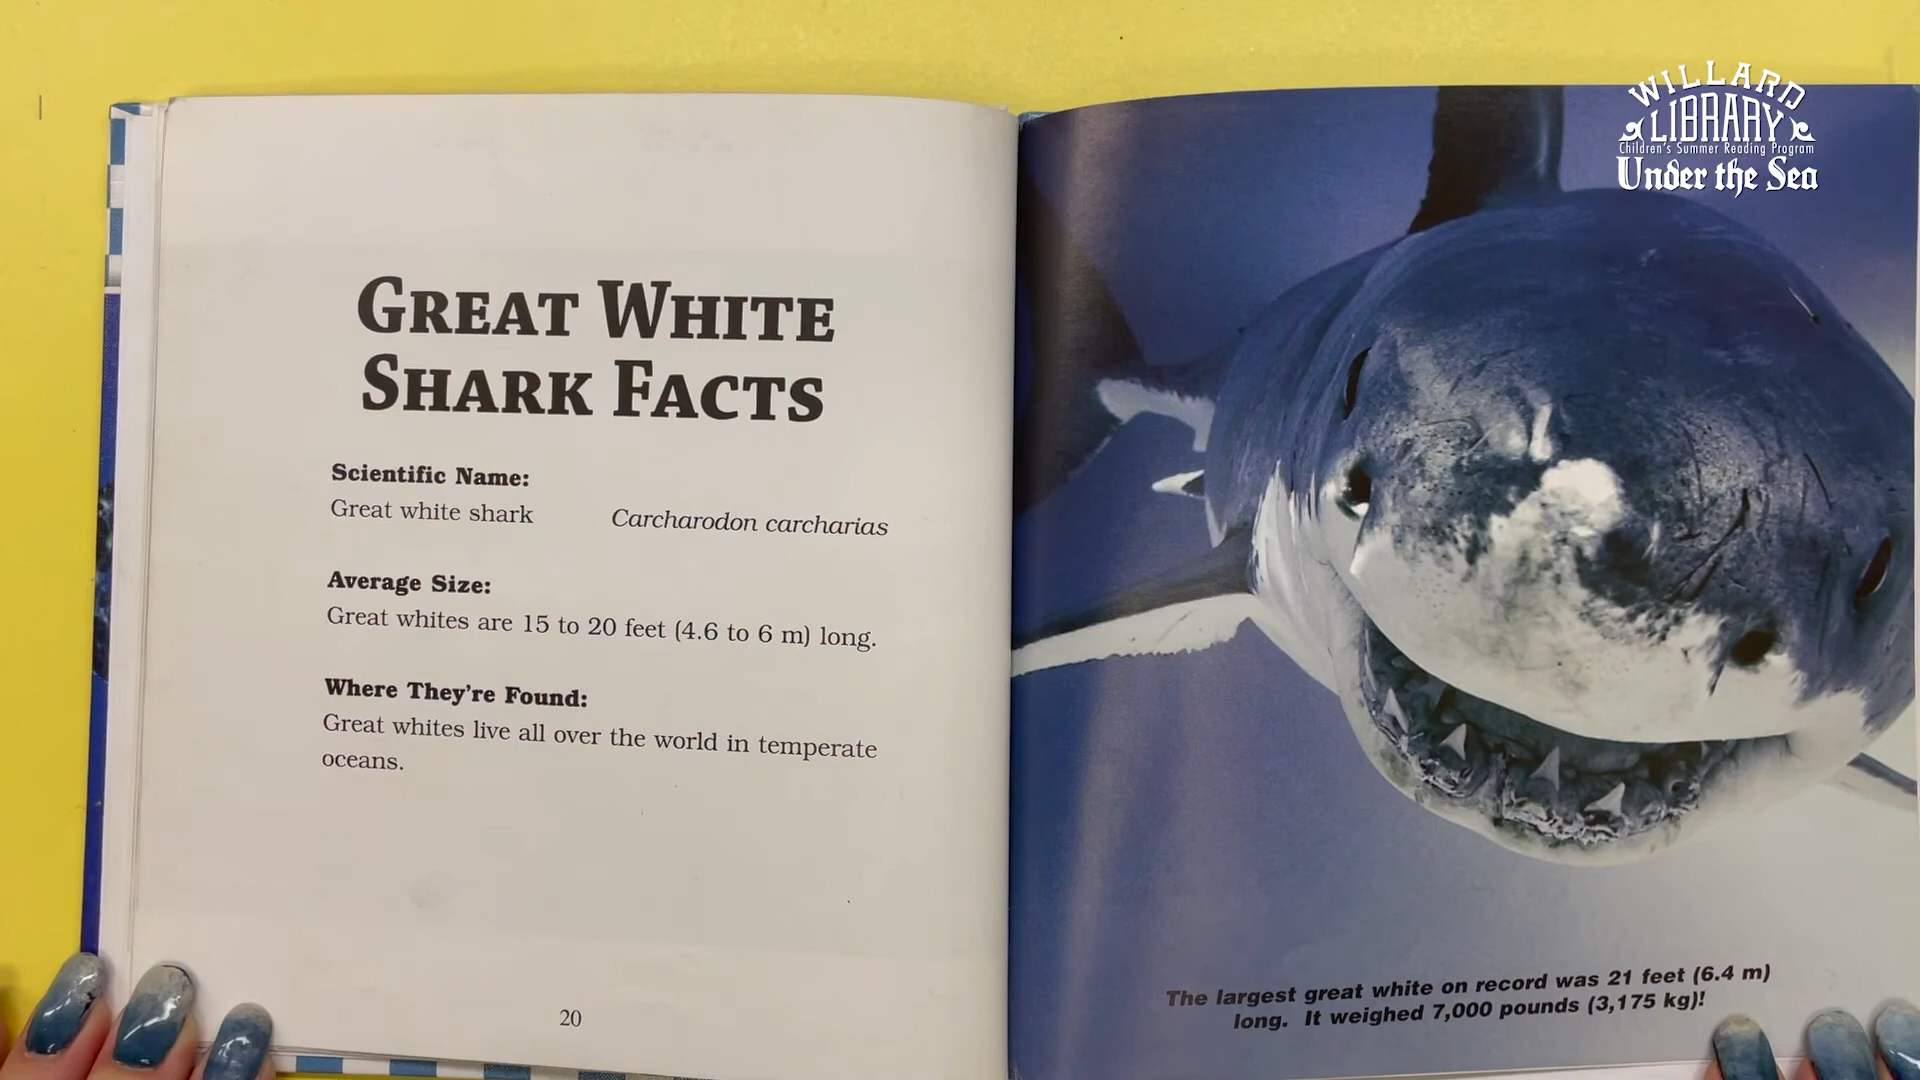 GREAT WHITE
SHARK FACTS
Scientific Name:
Great white shark Carcharodon carcharias
Average Size:
Great whites are 15 to 20 feet (4.6 to 6 m) long.
Where They're Found:
Great whites live all over the world in temperate
oceans.
20
WILLARD
LIBRARY
Children's Summer Reading Program
Under the Sea
The largest great white on record was 21 feet (6.4 m)
long. It weighed 7,000 pounds (3,175 kg)!